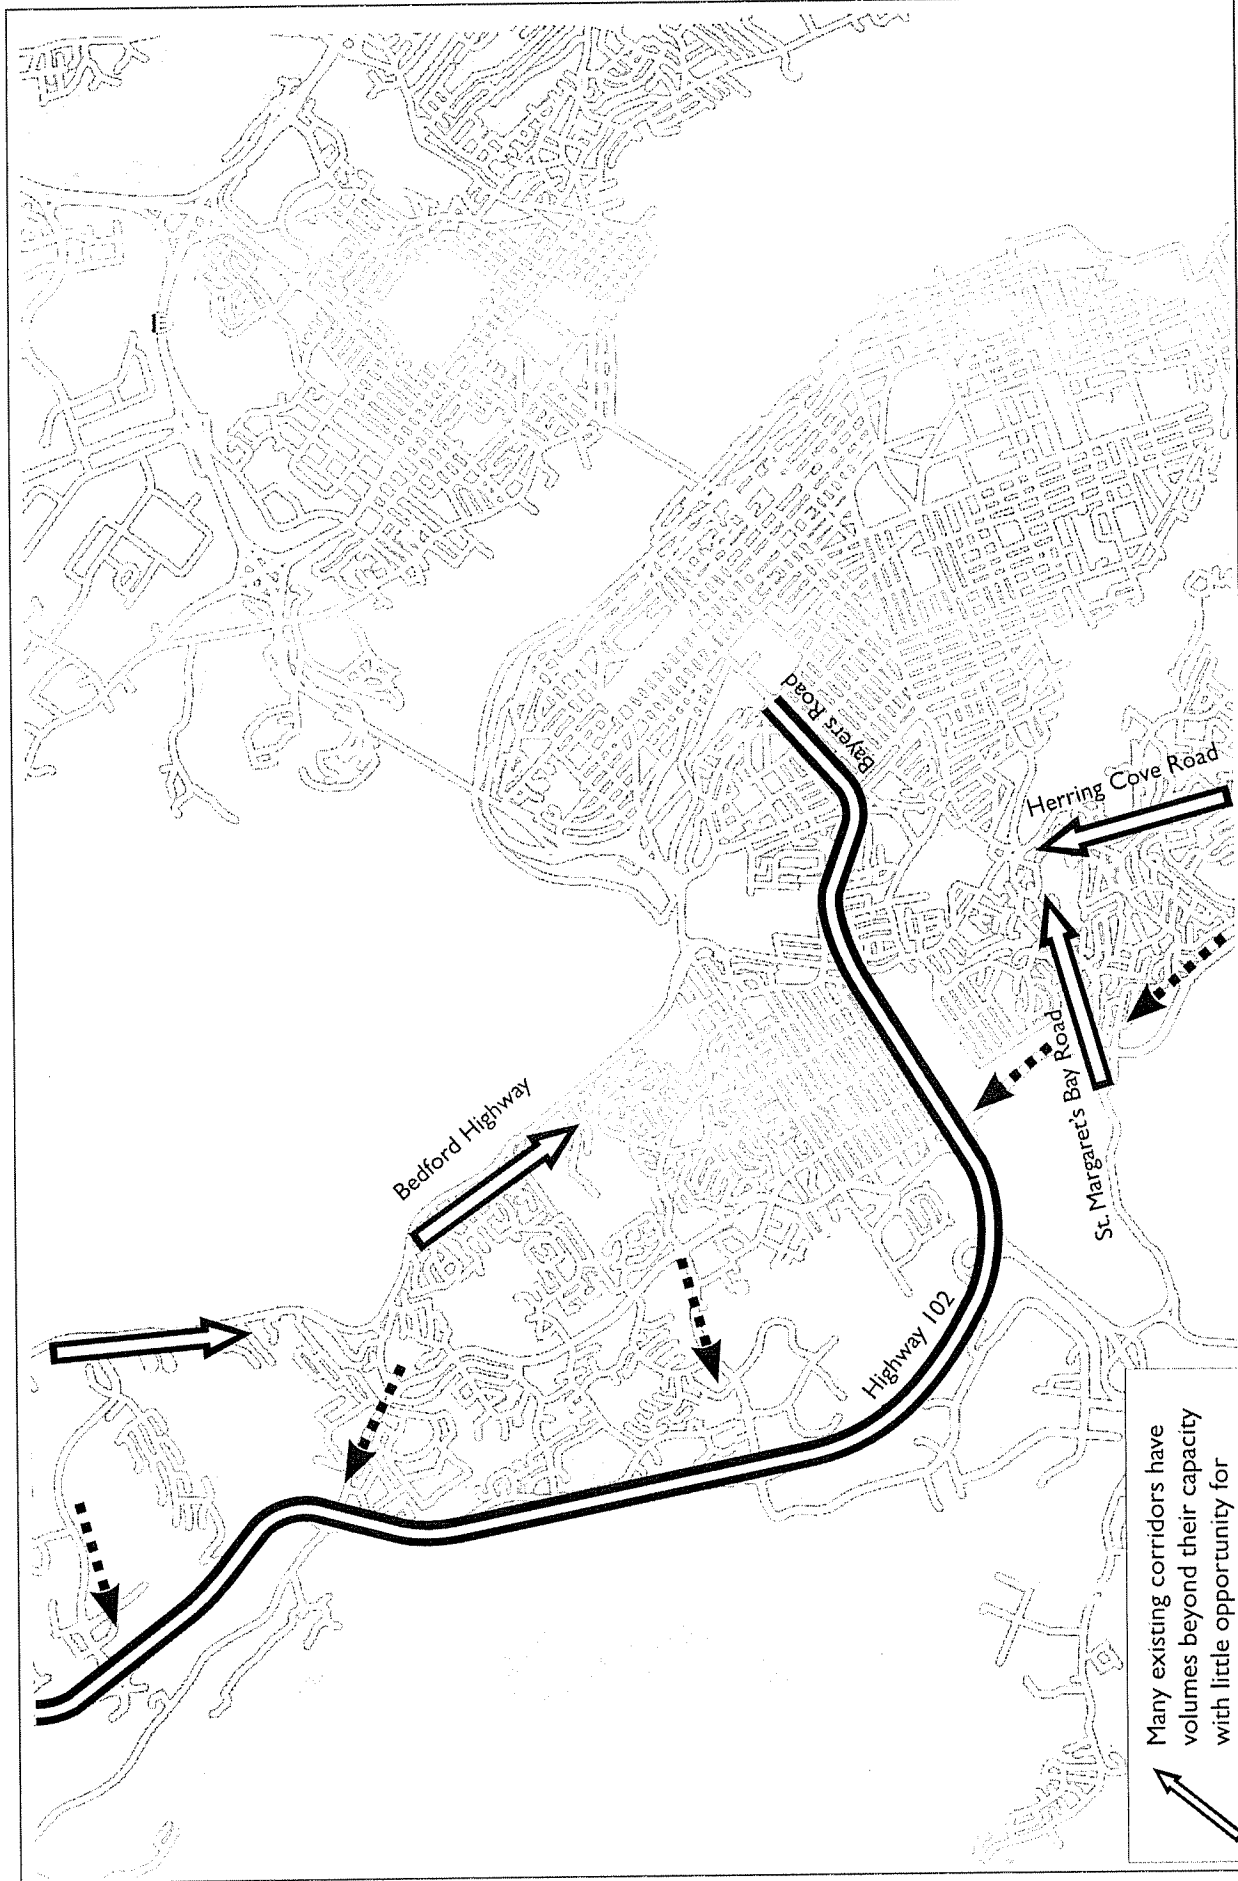 Bedford Highway
Bayers Road
Herring Cove Road
St. Margaret's Bay Road
Highway 102
Many existing corridors have
volumes beyond their capacity
with little opportunity for